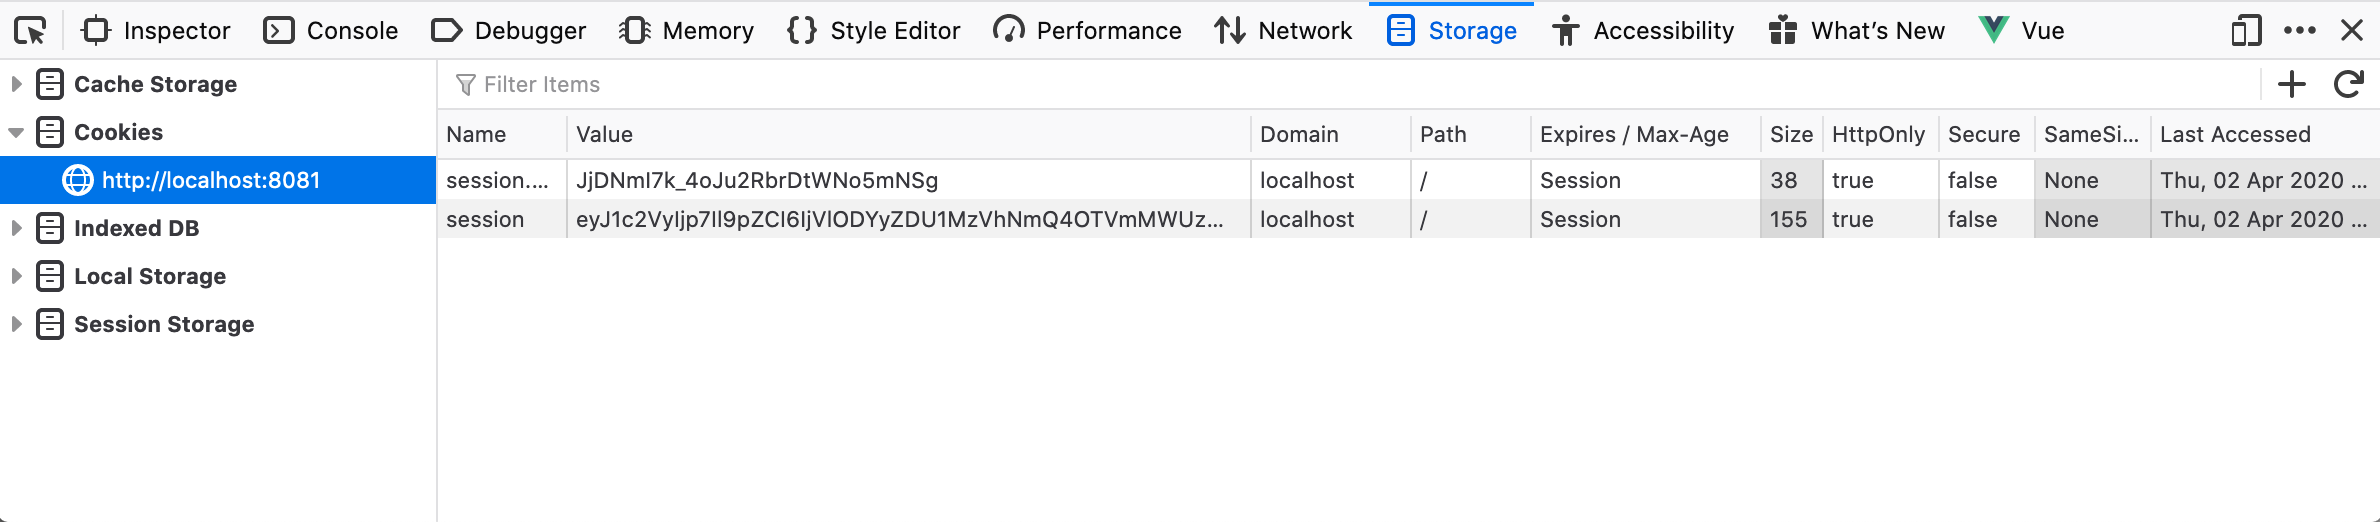 Inspector Console Debugger Memory Style Editor Performance Network Storage Accessibility What's New Vue
Cache Storage
Cookies
http://localhost:8081
Indexed DB
Local Storage
Session Storage
Filter Items
Name Value Domain Path Expires / Max-Age Size HttpOnly Secure SameSi... Last Accessed
session.... JjDNmI7k_4oJu2RbrDtWNo5mNSg localhost / Session 38 true false None Thu, 02 Apr 2020 ...
session eyJ1c2VyIjp7Il9pZCI6IjVlODYyZDU1MzVhNmQ4OTVmMWUz... localhost / Session 155 true false None Thu, 02 Apr 2020 ...